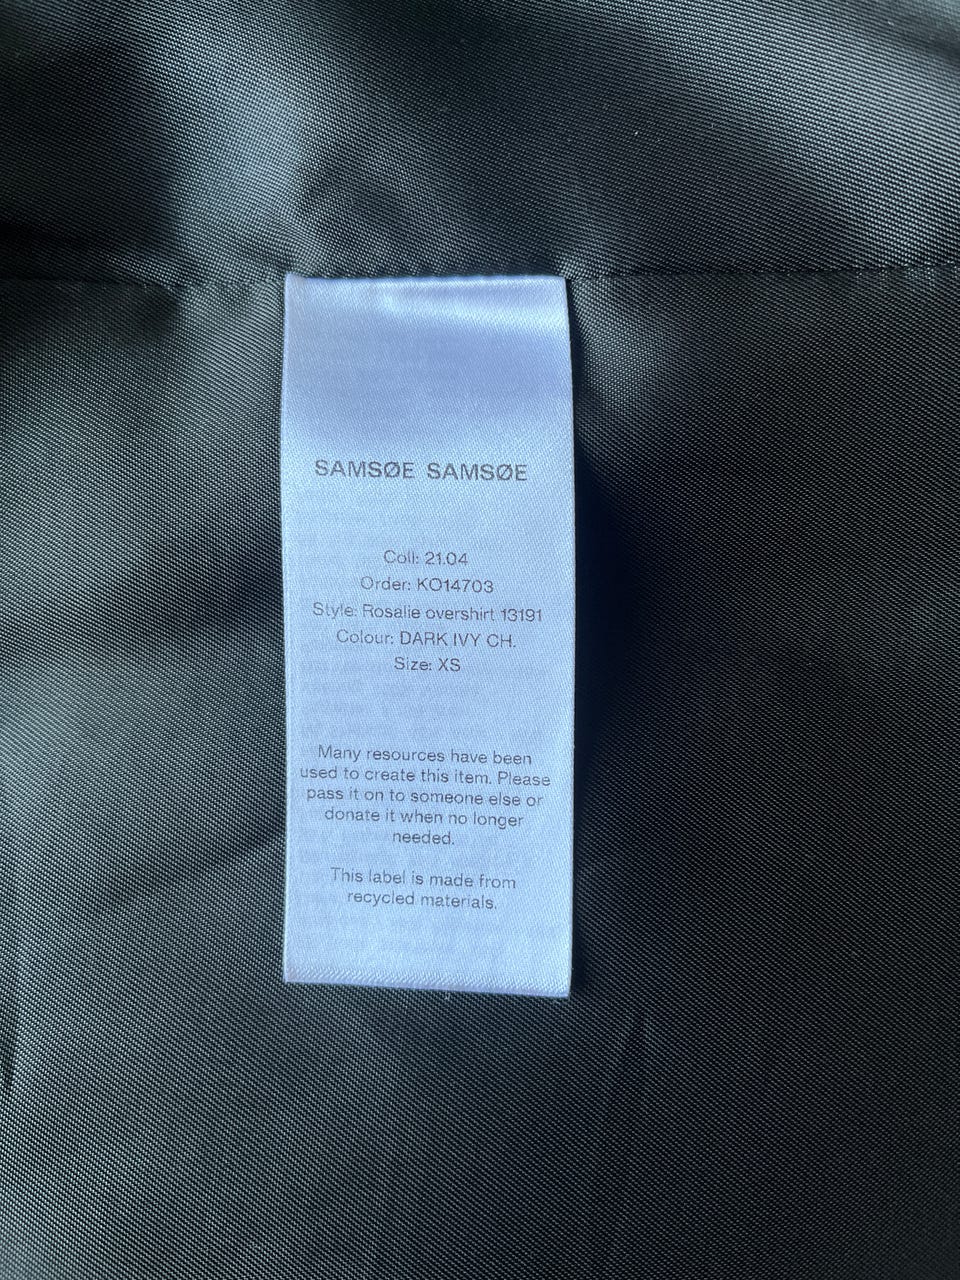 SAMSØE SAMSØE
Coll: 21.04
Order: KO14703
Style: Rosalie overshirt 13191
Colour: DARK IVY CH.
Size: XS
Many resources have been
used to create this item. Please
pass it on to someone else or
donate it when no longer
needed.
This label is made from
recycled materials.